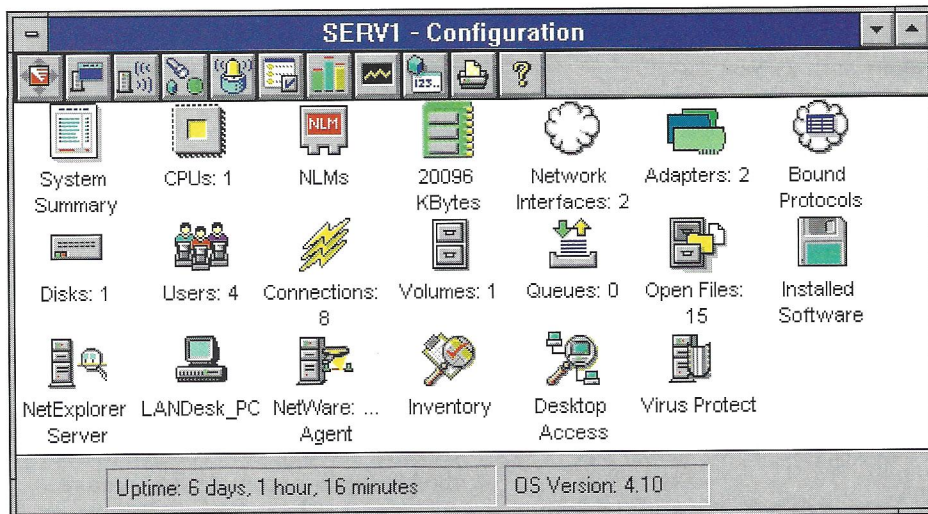 SERV1 - Configuration
123..
?
NLM
System
Summary
CPUs: 1
NLMs
20096
KBytes
Network
Interfaces: 2
Adapters: 2
Bound
Protocols
Disks: 1
Users: 4
Connections:
8
Volumes: 1
Queues: 0
Open Files:
15
Installed
Software
NetExplorer
Server
LANDesk_PC
NetWare: ...
Agent
Inventory
Desktop
Access
Virus Protect
Uptime: 6 days, 1 hour, 16 minutes
OS Version: 4.10